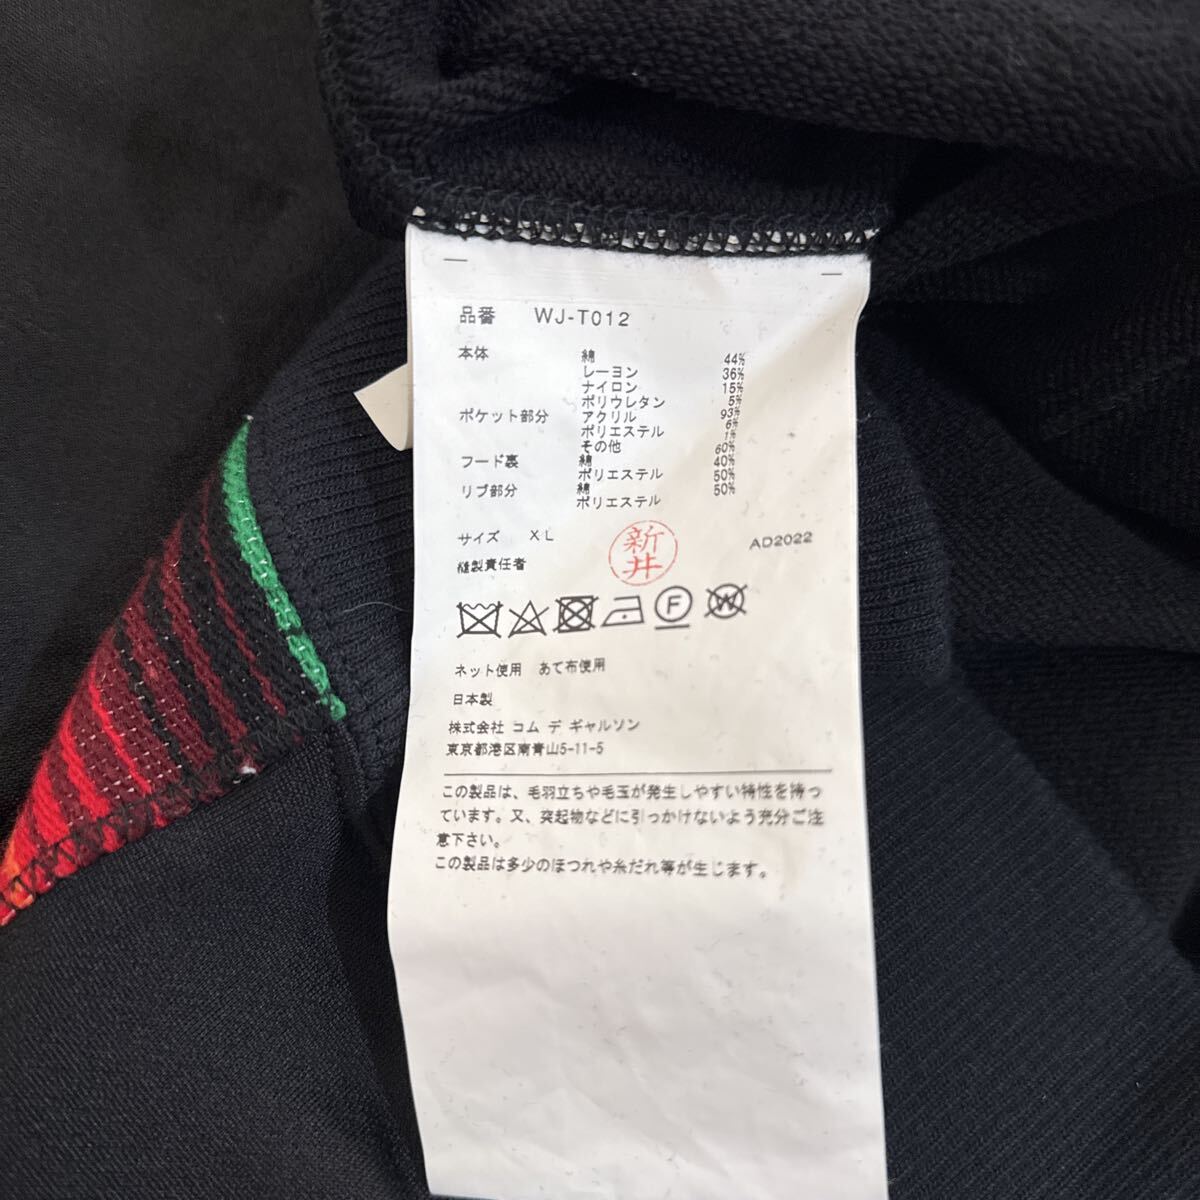 品番 WJ-T012
本体 綿 44%
レーヨン 36%
ナイロン 15%
ポリウレタン 5%
ポケット部分 アクリル 93%
ポリエステル 6%
その他 1%
フード裏 綿 60%
ポリエステル 40%
リブ部分 綿 50%
ポリエステル 50%
サイズ XL
新井
AD2022
縫製責任者
F
W
ネット使用 あて布使用
日本製
株式会社 コム デ ギャルソン
東京都港区南青山5-11-5
この製品は、毛羽立ちや毛玉が発生しやすい特性を持っ
ています。又、突起物などに引っかけないよう充分ご注
意下さい。
この製品は多少のほつれや糸だれ等が生じます。